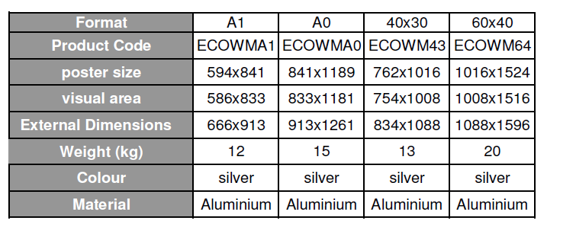 Format A1 A0 40x30 60x40
Product Code ECOWMA1 ECOWMA0 ECOWM43 ECOWM64
poster size 594x841 841x1189 762x1016 1016x1524
visual area 586x833 833x1181 754x1008 1008x1516
External Dimensions 666x913 913x1261 834x1088 1088x1596
Weight (kg) 12 15 13 20
Colour silver silver silver silver
Material Aluminium Aluminium Aluminium Aluminium